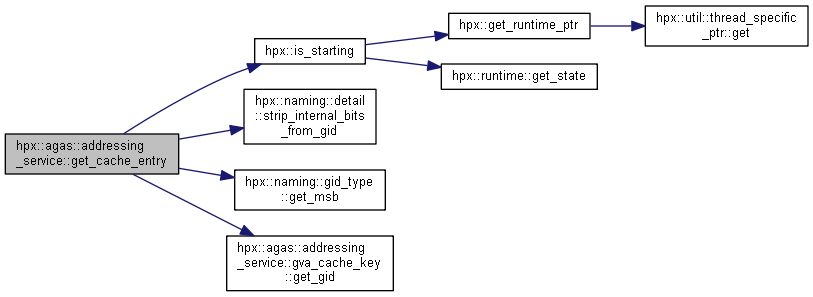 hpx::agas::addressing
_service::get_cache_entry
hpx::is_starting
hpx::get_runtime_ptr
hpx::util::thread_specific
_ptr::get
hpx::runtime::get_state
hpx::naming::detail
::strip_internal_bits
_from_gid
hpx::naming::gid_type
::get_msb
hpx::agas::addressing
_service::gva_cache_key
::get_gid